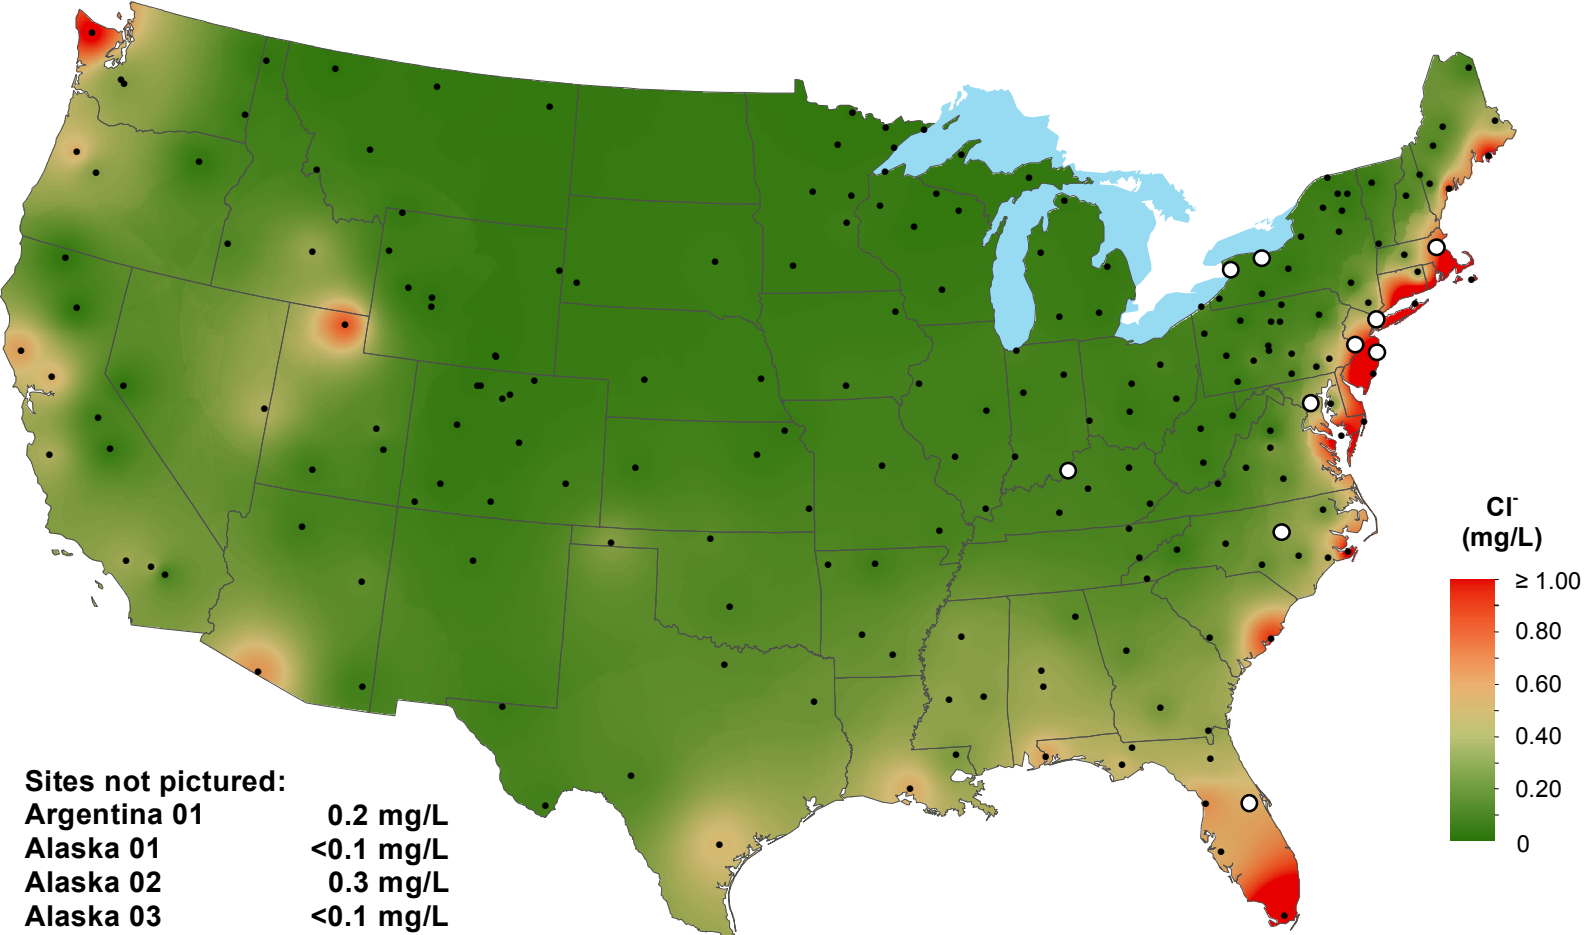 Cl-
(mg/L)
≥ 1.00
0.80
0.60
0.40
0.20
0
Sites not pictured:
Argentina 01 0.2 mg/L
Alaska 01 <0.1 mg/L
Alaska 02 0.3 mg/L
Alaska 03 <0.1 mg/L